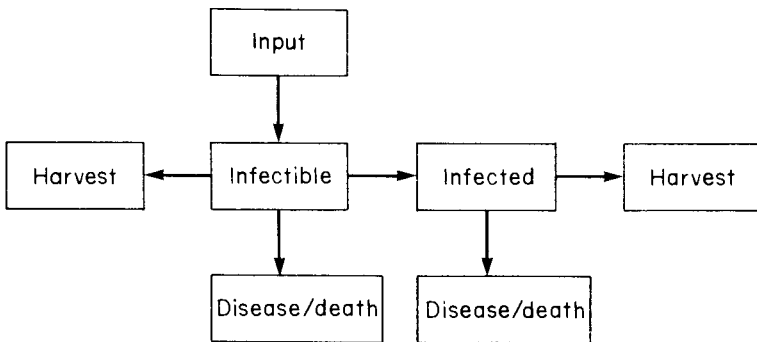 Input
Harvest
Infectible
Infected
Harvest
Disease/death
Disease/death